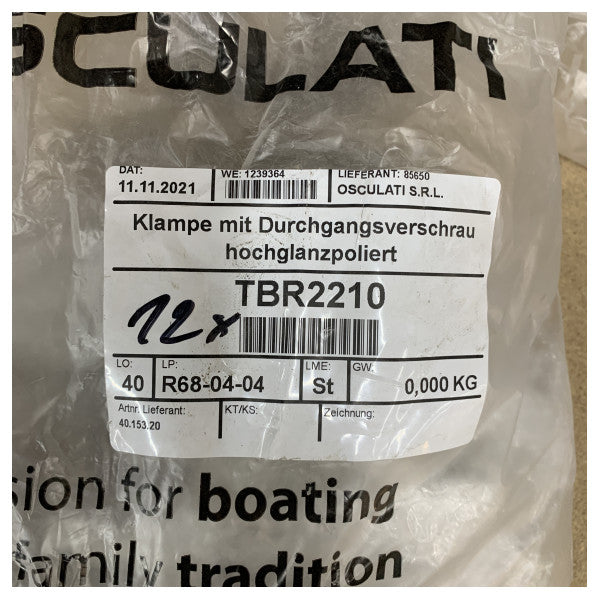 OSCULATI
DAT: WE: 1239364 LIEFERANT: 85650
11.11.2021 OSCULATI S.R.L.
Klampe mit Durchgangsverschrau
hochglanzpoliert
TBR2210
12x
LO: LP: LME: GW:
40 R68-04-04 St 0,000 KG
Artnr. Lieferant: KT/KS: Zeichnung:
40.153.20
sion for boating
family tradition